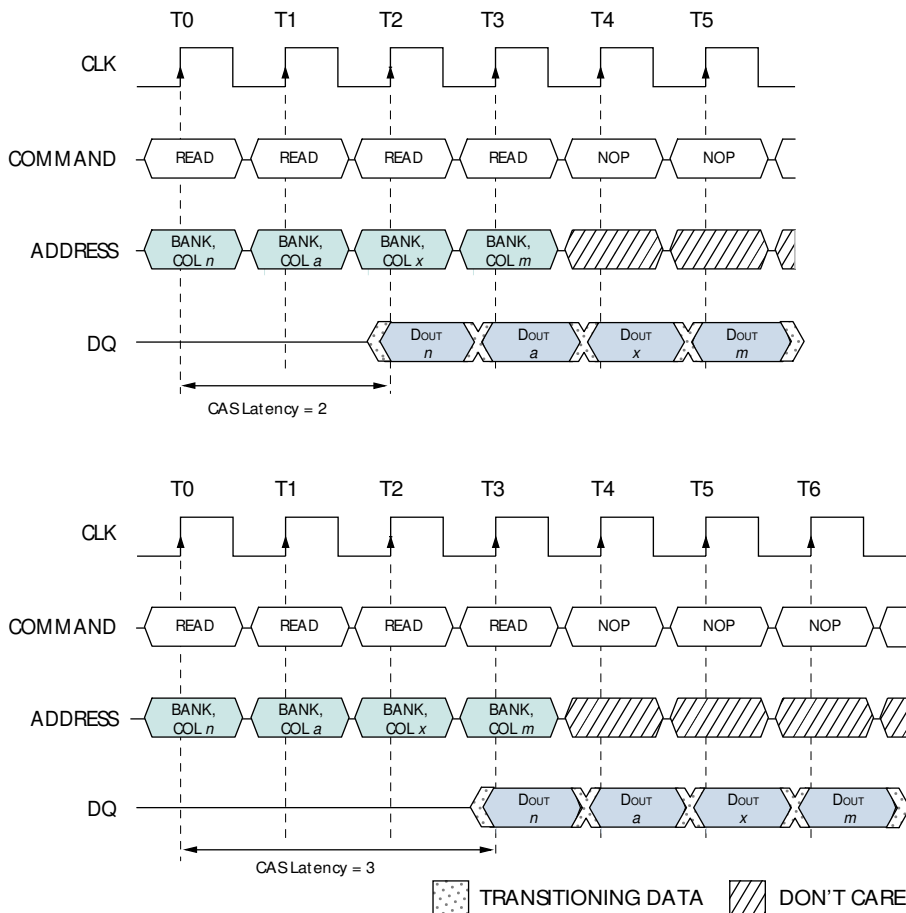 T0 T1 T2 T3 T4 T5
CLK
COMMAND READ READ READ READ NOP NOP
ADDRESS BANK, COL n BANK, COL a BANK, COL x BANK, COL m
DQ DOUT n DOUT a DOUT x DOUT m
CAS Latency = 2
T0 T1 T2 T3 T4 T5 T6
CLK
COMMAND READ READ READ READ NOP NOP NOP
ADDRESS BANK, COL n BANK, COL a BANK, COL x BANK, COL m
DQ DOUT n DOUT a DOUT x DOUT m
CAS Latency = 3
TRANSITIONING DATA DON'T CARE